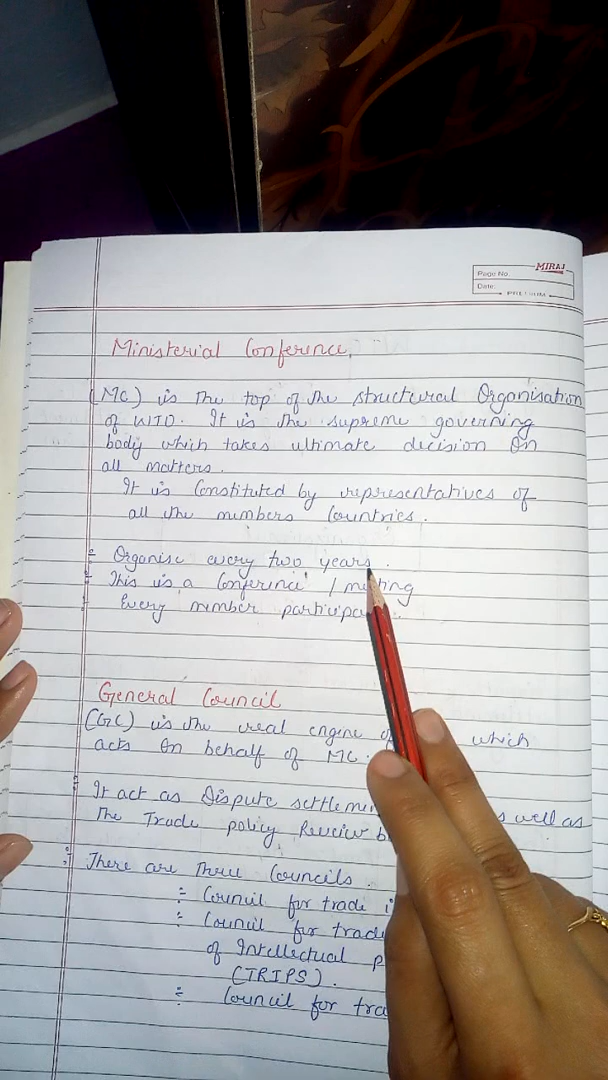 MIRAJ
Page No.
Date:
Ministerial Conference,
(MC) is the top of the structural Organisation
of WTO. It is the supreme governing
body which takes ultimate decision on
all matters.
It is Constituted by representatives of
all the members Countries.
Organise every two years.
This is a Conference / meeting
Every member
General Council
(GC) is the real engine which
acts on behalf of MC.
It act as Dispute well as
The Trade policy Review
There are Three Councils.
Council for trade
Council for trade
of Intellectual
(TRIPS).
Council for